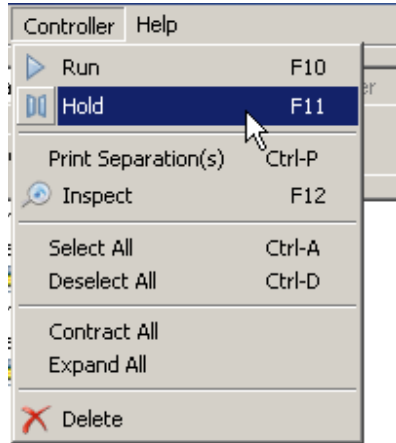 Controller Help
Run F10
Hold F11
Print Separation(s) Ctrl-P
Inspect F12
Select All Ctrl-A
Deselect All Ctrl-D
Contract All
Expand All
Delete